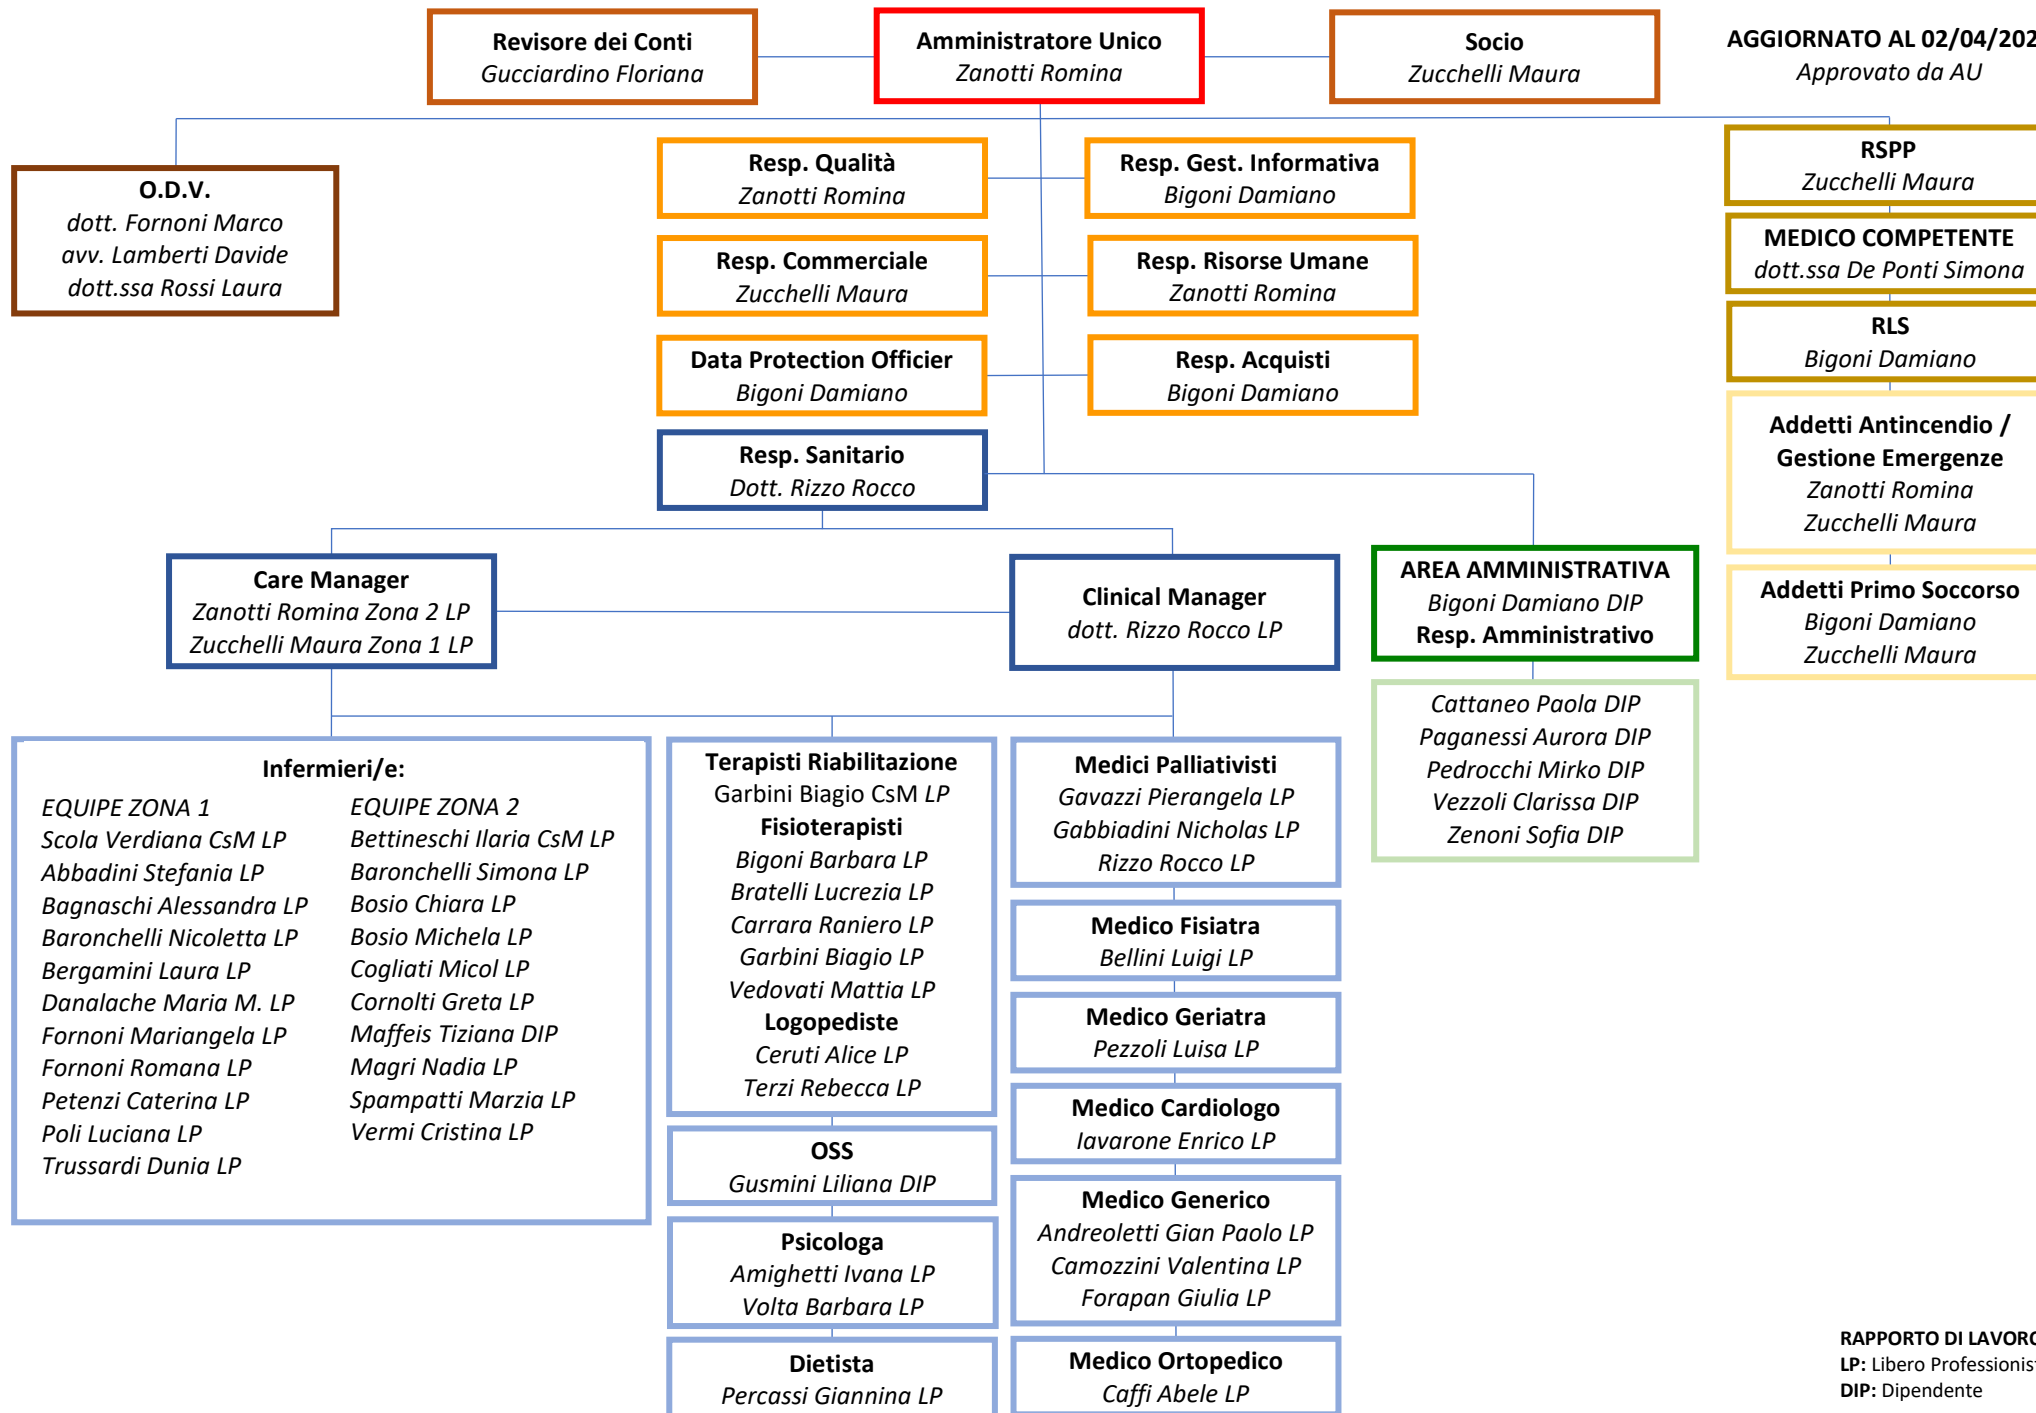 Revisore dei Conti
Gucciardino Floriana
Amministratore Unico
Zanotti Romina
Socio
Zucchelli Maura
AGGIORNATO AL 02/04/202
Approvato da AU
O.D.V.
dott. Fornoni Marco
avv. Lamberti Davide
dott.ssa Rossi Laura
Resp. Qualità
Zanotti Romina
Resp. Gest. Informativa
Bigoni Damiano
Resp. Commerciale
Zucchelli Maura
Resp. Risorse Umane
Zanotti Romina
Data Protection Officier
Bigoni Damiano
Resp. Acquisti
Bigoni Damiano
RSPP
Zucchelli Maura
MEDICO COMPETENTE
dott.ssa De Ponti Simona
RLS
Bigoni Damiano
Addetti Antincendio /
Gestione Emergenze
Zanotti Romina
Zucchelli Maura
Addetti Primo Soccorso
Bigoni Damiano
Zucchelli Maura
Resp. Sanitario
Dott. Rizzo Rocco
Care Manager
Zanotti Romina Zona 2 LP
Zucchelli Maura Zona 1 LP
Clinical Manager
dott. Rizzo Rocco LP
AREA AMMINISTRATIVA
Bigoni Damiano DIP
Resp. Amministrativo
Cattaneo Paola DIP
Paganessi Aurora DIP
Pedrocchi Mirko DIP
Vezzoli Clarissa DIP
Zenoni Sofia DIP
Infermieri/e:
EQUIPE ZONA 1
Scola Verdiana CsM LP
Abbadini Stefania LP
Bagnaschi Alessandra LP
Baronchelli Nicoletta LP
Bergamini Laura LP
Danalache Maria M. LP
Fornoni Mariangela LP
Fornoni Romana LP
Petenzi Caterina LP
Poli Luciana LP
Trussardi Dunia LP
EQUIPE ZONA 2
Bettineschi Ilaria CsM LP
Baronchelli Simona LP
Bosio Chiara LP
Bosio Michela LP
Cogliati Micol LP
Cornolti Greta LP
Maffeis Tiziana DIP
Magri Nadia LP
Spampatti Marzia LP
Vermi Cristina LP
Terapisti Riabilitazione
Garbini Biagio CsM LP
Fisioterapisti
Bigoni Barbara LP
Bratelli Lucrezia LP
Carrara Raniero LP
Garbini Biagio LP
Vedovati Mattia LP
Logopediste
Ceruti Alice LP
Terzi Rebecca LP
OSS
Gusmini Liliana DIP
Psicologa
Amighetti Ivana LP
Volta Barbara LP
Dietista
Percassi Giannina LP
Medici Palliativisti
Gavazzi Pierangela LP
Gabbiadini Nicholas LP
Rizzo Rocco LP
Medico Fisiatra
Bellini Luigi LP
Medico Geriatra
Pezzoli Luisa LP
Medico Cardiologo
Iavarone Enrico LP
Medico Generico
Andreoletti Gian Paolo LP
Camozzini Valentina LP
Forapan Giulia LP
Medico Ortopedico
Caffi Abele LP
RAPPORTO DI LAVORO
LP: Libero Professionist
DIP: Dipendente